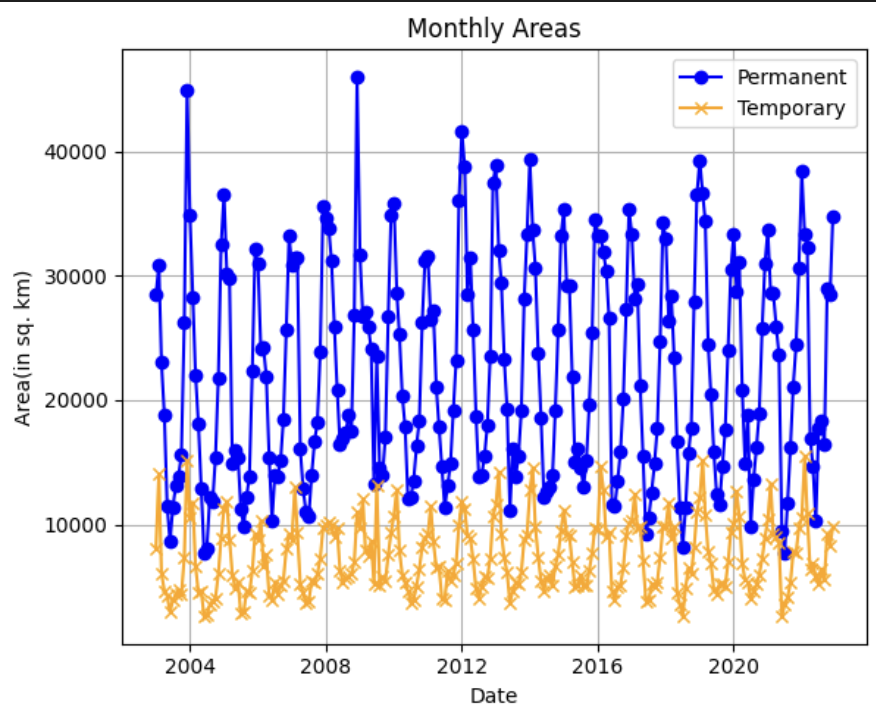 Monthly Areas
Permanent
Temporary
40000
30000
20000
10000
Area(in sq. km)
2004
2008
2012
2016
2020
Date